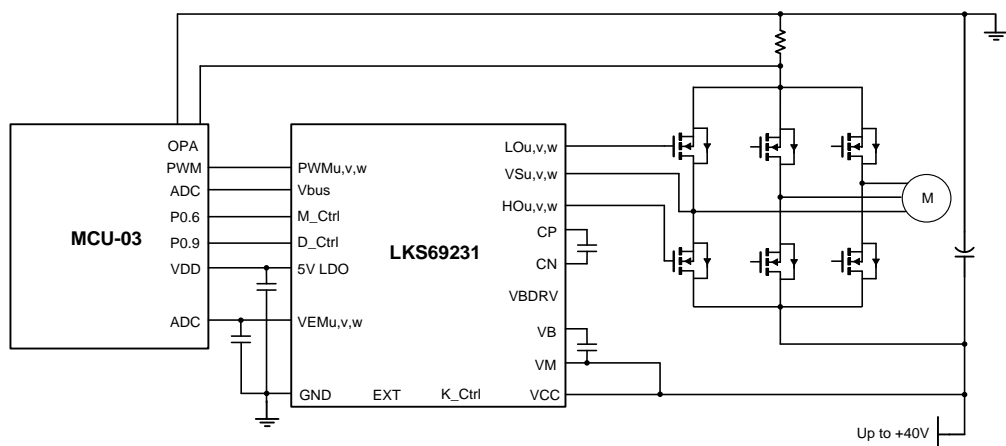 OPA
PWM
ADC
P0.6
P0.9
VDD
ADC
MCU-03
PWMu,v,w
Vbus
M_Ctrl
D_Ctrl
5V LDO
VEMu,v,w
GND
EXT
K_Ctrl
LKS69231
LOu,v,w
VSu,v,w
HOu,v,w
CP
CN
VBDRV
VB
VM
VCC
M
Up to +40V